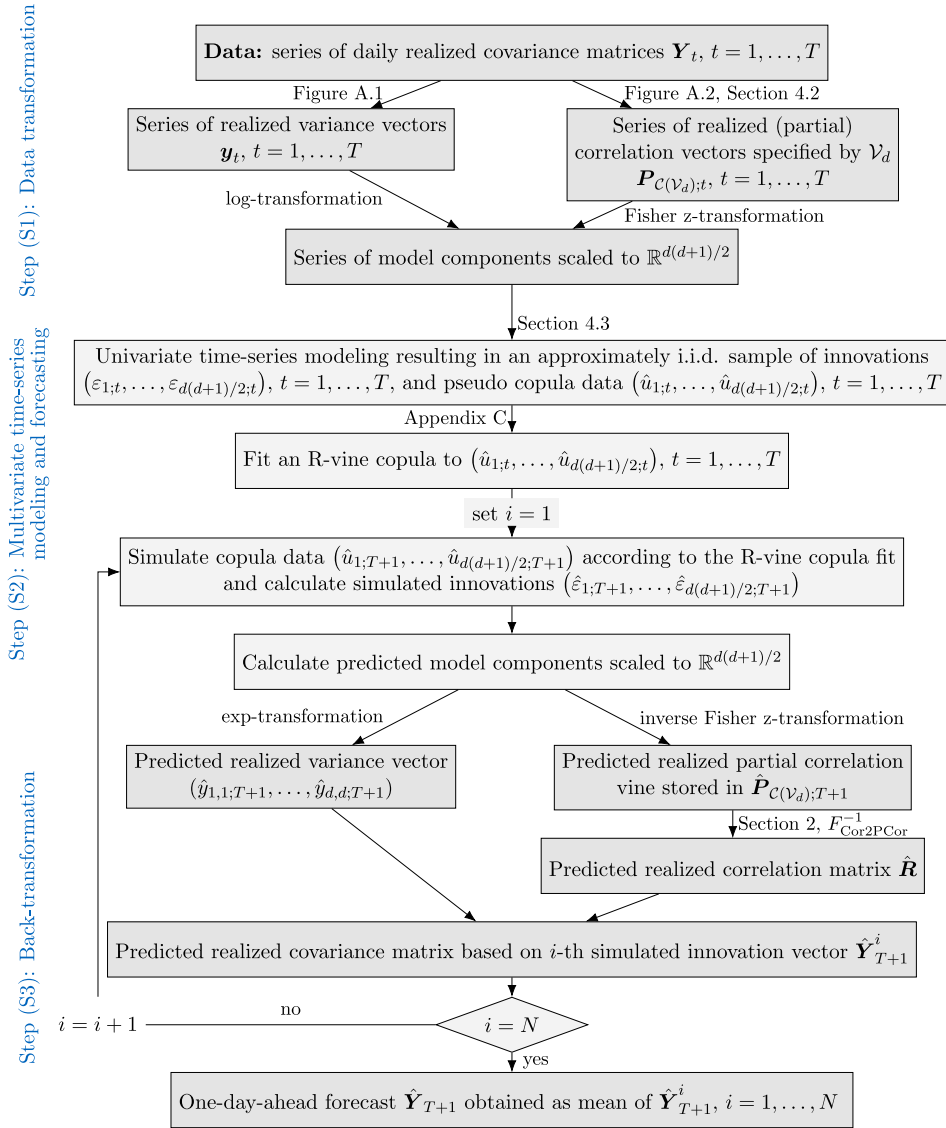 Step (S1): Data transformation
Data: series of daily realized covariance matrices Y_t, t = 1, . . . , T
Figure A.1
Figure A.2, Section 4.2
Series of realized variance vectors
y_t, t = 1, . . . , T
Series of realized (partial)
correlation vectors specified by 𝒱_d
P_{𝒞(𝒱_d);t}, t = 1, . . . , T
log-transformation
Fisher z-transformation
Series of model components scaled to ℝ^{d(d+1)/2}
Section 4.3
Step (S2): Multivariate time-series
modeling and forecasting
Univariate time-series modeling resulting in an approximately i.i.d. sample of innovations
(ε_{1;t}, . . . , ε_{d(d+1)/2;t}), t = 1, . . . , T, and pseudo copula data (û_{1;t}, . . . , û_{d(d+1)/2;t}), t = 1, . . . , T
Appendix C
Fit an R-vine copula to (û_{1;t}, . . . , û_{d(d+1)/2;t}), t = 1, . . . , T
set i = 1
Simulate copula data (û_{1;T+1}, . . . , û_{d(d+1)/2;T+1}) according to the R-vine copula fit
and calculate simulated innovations (ε̂_{1;T+1}, . . . , ε̂_{d(d+1)/2;T+1})
Calculate predicted model components scaled to ℝ^{d(d+1)/2}
exp-transformation
inverse Fisher z-transformation
Step (S3): Back-transformation
Predicted realized variance vector
(ŷ_{1,1;T+1}, . . . , ŷ_{d,d;T+1})
Predicted realized partial correlation
vine stored in P̂_{𝒞(𝒱_d);T+1}
Section 2, F^{-1}_{Cor2PCor}
Predicted realized correlation matrix R̂
Predicted realized covariance matrix based on i-th simulated innovation vector Ŷ^i_{T+1}
i = i + 1
no
i = N
yes
One-day-ahead forecast Ŷ_{T+1} obtained as mean of Ŷ^i_{T+1}, i = 1, . . . , N